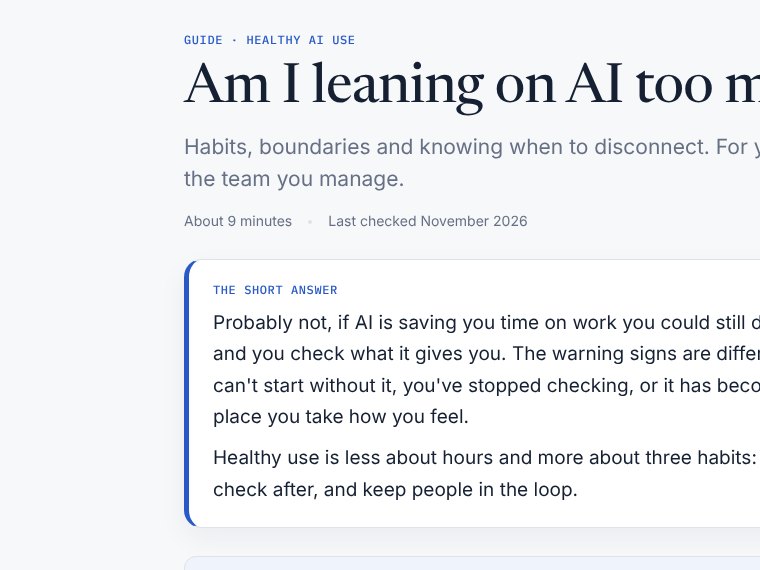 GUIDE · HEALTHY AI USE
Am I leaning on AI too
Habits, boundaries and knowing when to disconnect. For
the team you manage.
About 9 minutes • Last checked November 2026
THE SHORT ANSWER
Probably not, if AI is saving you time on work you could still
and you check what it gives you. The warning signs are
can't start without it, you've stopped checking, or it has
place you take how you feel.
Healthy use is less about hours and more about three habits:
check after, and keep people in the loop.